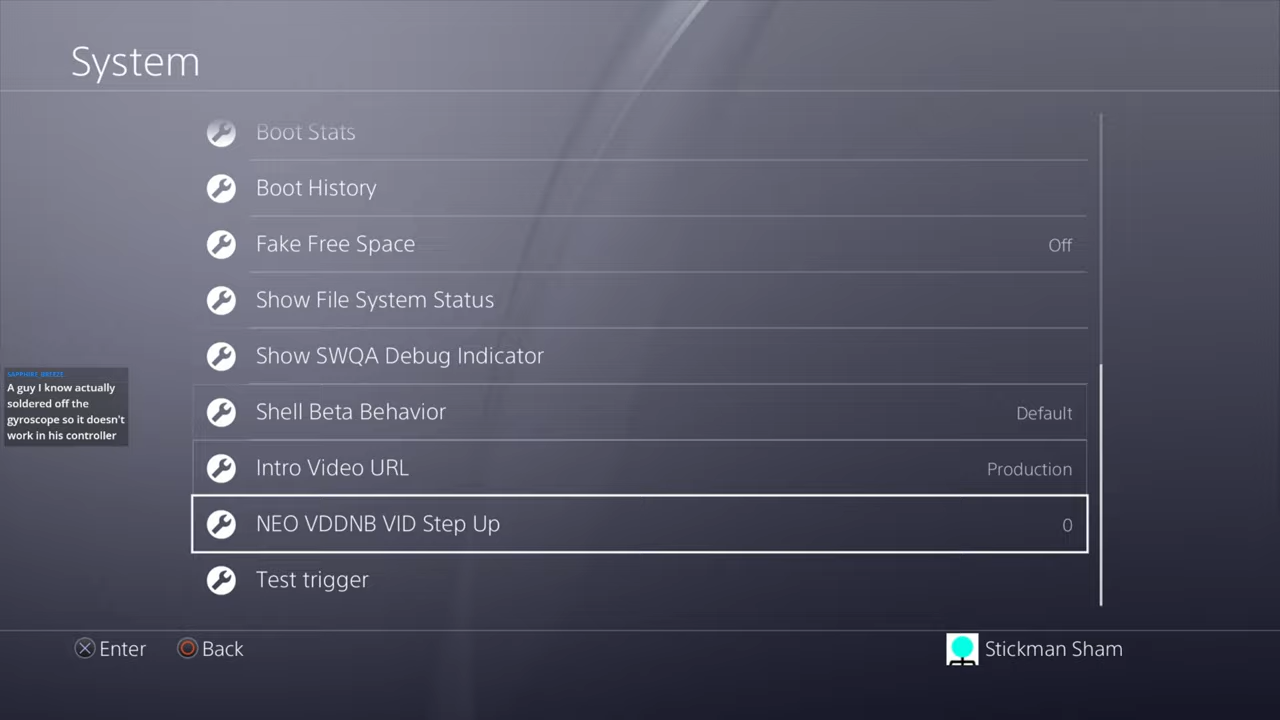 System
Boot Stats
Boot History
Fake Free Space Off
Show File System Status
Show SWQA Debug Indicator
Shell Beta Behavior Default
Intro Video URL Production
NEO VDDNB VID Step Up 0
Test trigger
SAPPHIRE_BREEZE
A guy I know actually
soldered off the
gyroscope so it doesn't
work in his controller
Enter Back Stickman Sham